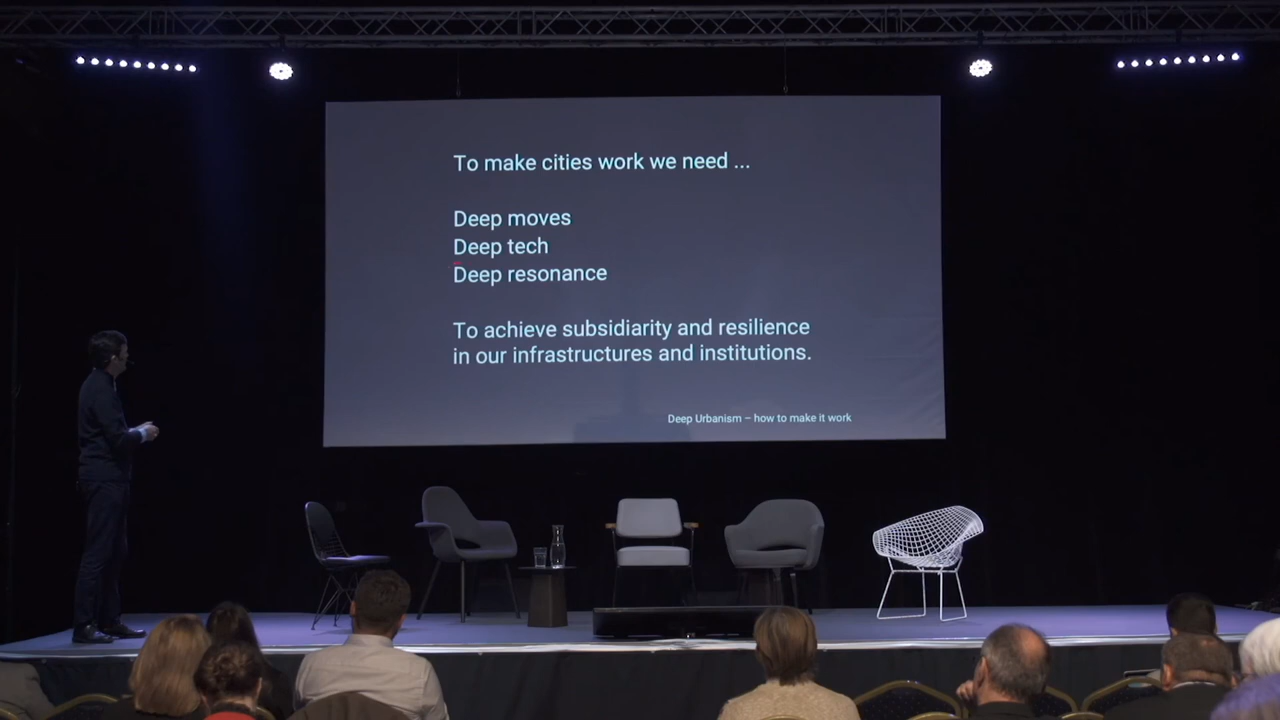 To make cities work we need ...
Deep moves
Deep tech
Deep resonance
To achieve subsidiarity and resilience
in our infrastructures and institutions.
Deep Urbanism – how to make it work